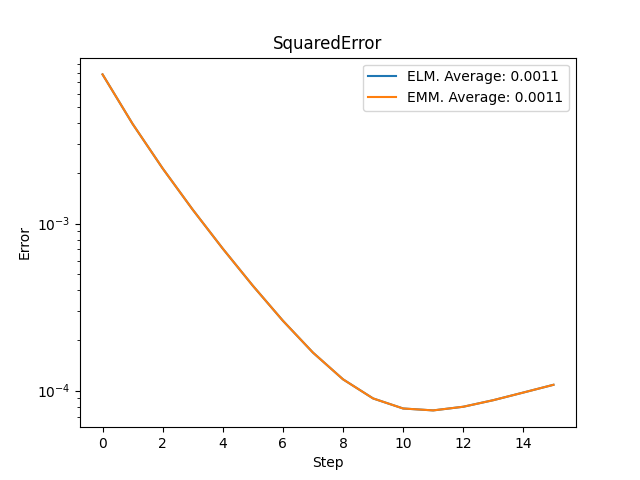 SquaredError
ELM. Average: 0.0011
EMM. Average: 0.0011
Error
10⁻³
10⁻⁴
0 2 4 6 8 10 12 14
Step